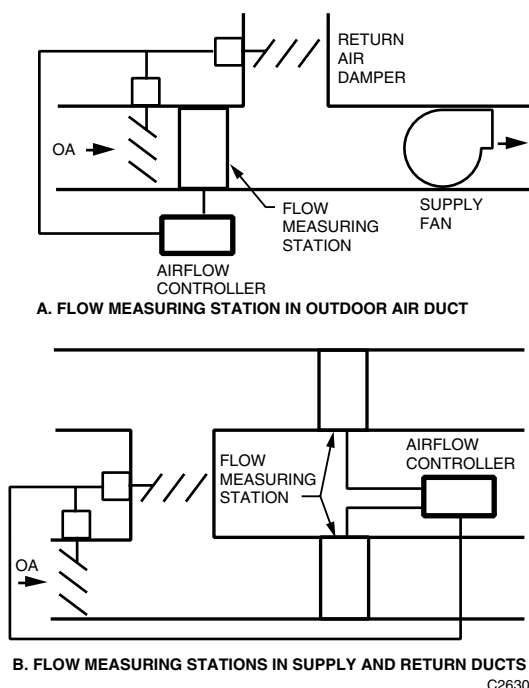 RETURN
AIR
DAMPER
OA
FLOW
MEASURING
STATION
SUPPLY
FAN
AIRFLOW
CONTROLLER
A. FLOW MEASURING STATION IN OUTDOOR AIR DUCT
FLOW
MEASURING
STATION
AIRFLOW
CONTROLLER
OA
B. FLOW MEASURING STATIONS IN SUPPLY AND RETURN DUCTS
C2630